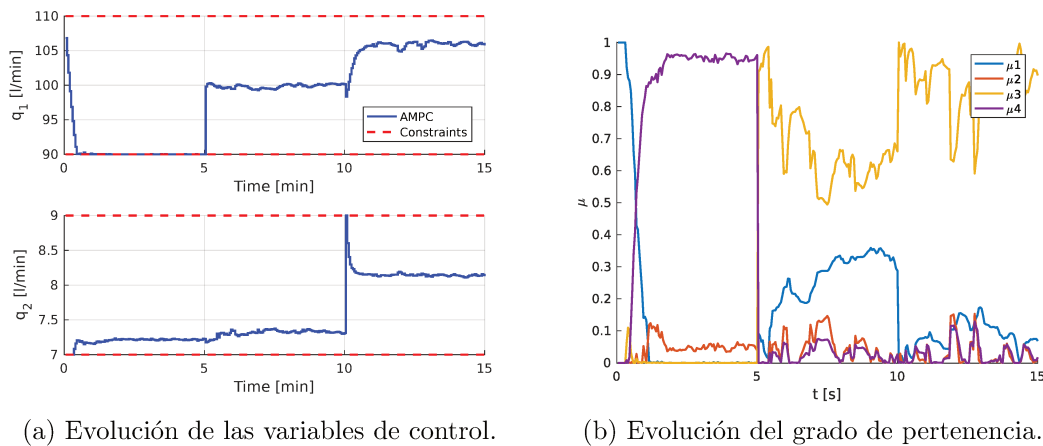 110
105
100
95
90
q1 [l/min]
AMPC
Constraints
0
5
10
15
Time [min]
9
8.5
8
7.5
7
q2 [l/min]
0
5
10
15
Time [min]
(a) Evolución de las variables de control.
1
0.9
0.8
0.7
0.6
0.5
0.4
0.3
0.2
0.1
0
μ
μ1
μ2
μ3
μ4
0
5
10
15
t [s]
(b) Evolución del grado de pertenencia.